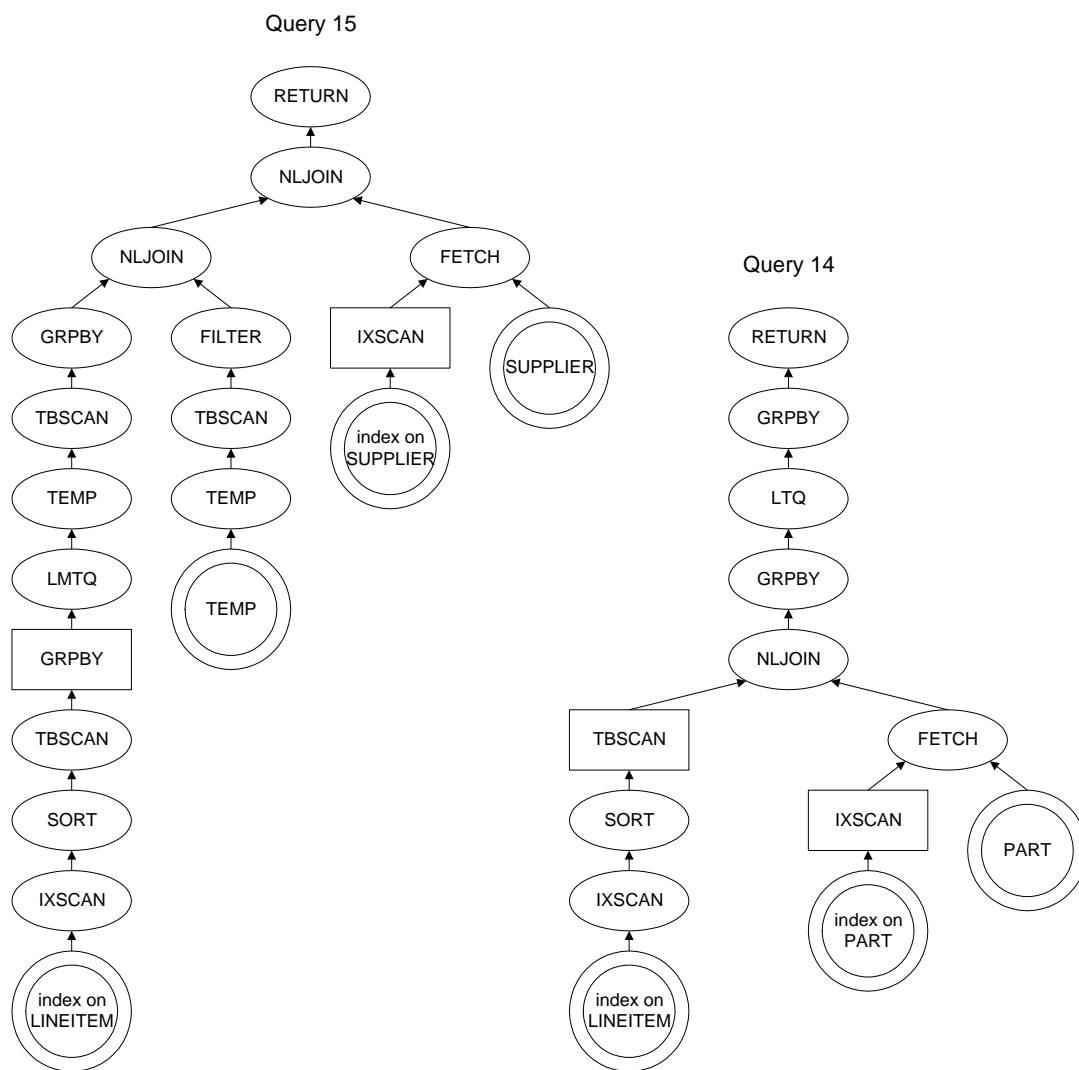 Query 15
RETURN
NLJOIN
NLJOIN
FETCH
GRPBY
FILTER
IXSCAN
SUPPLIER
TBSCAN
TBSCAN
index on
SUPPLIER
TEMP
TEMP
LMTQ
TEMP
GRPBY
TBSCAN
SORT
IXSCAN
index on
LINEITEM
Query 14
RETURN
GRPBY
LTQ
GRPBY
NLJOIN
TBSCAN
FETCH
SORT
IXSCAN
PART
IXSCAN
index on
PART
index on
LINEITEM